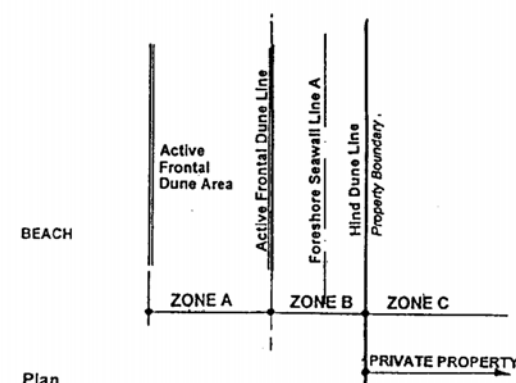 Active
Frontal
Dune Area
Active Frontal Dune Line
Foreshore Seawall Line A
Hind Dune Line
Property Boundary,
BEACH
ZONE A
ZONE B
ZONE C
PRIVATE PROPERTY
Plan